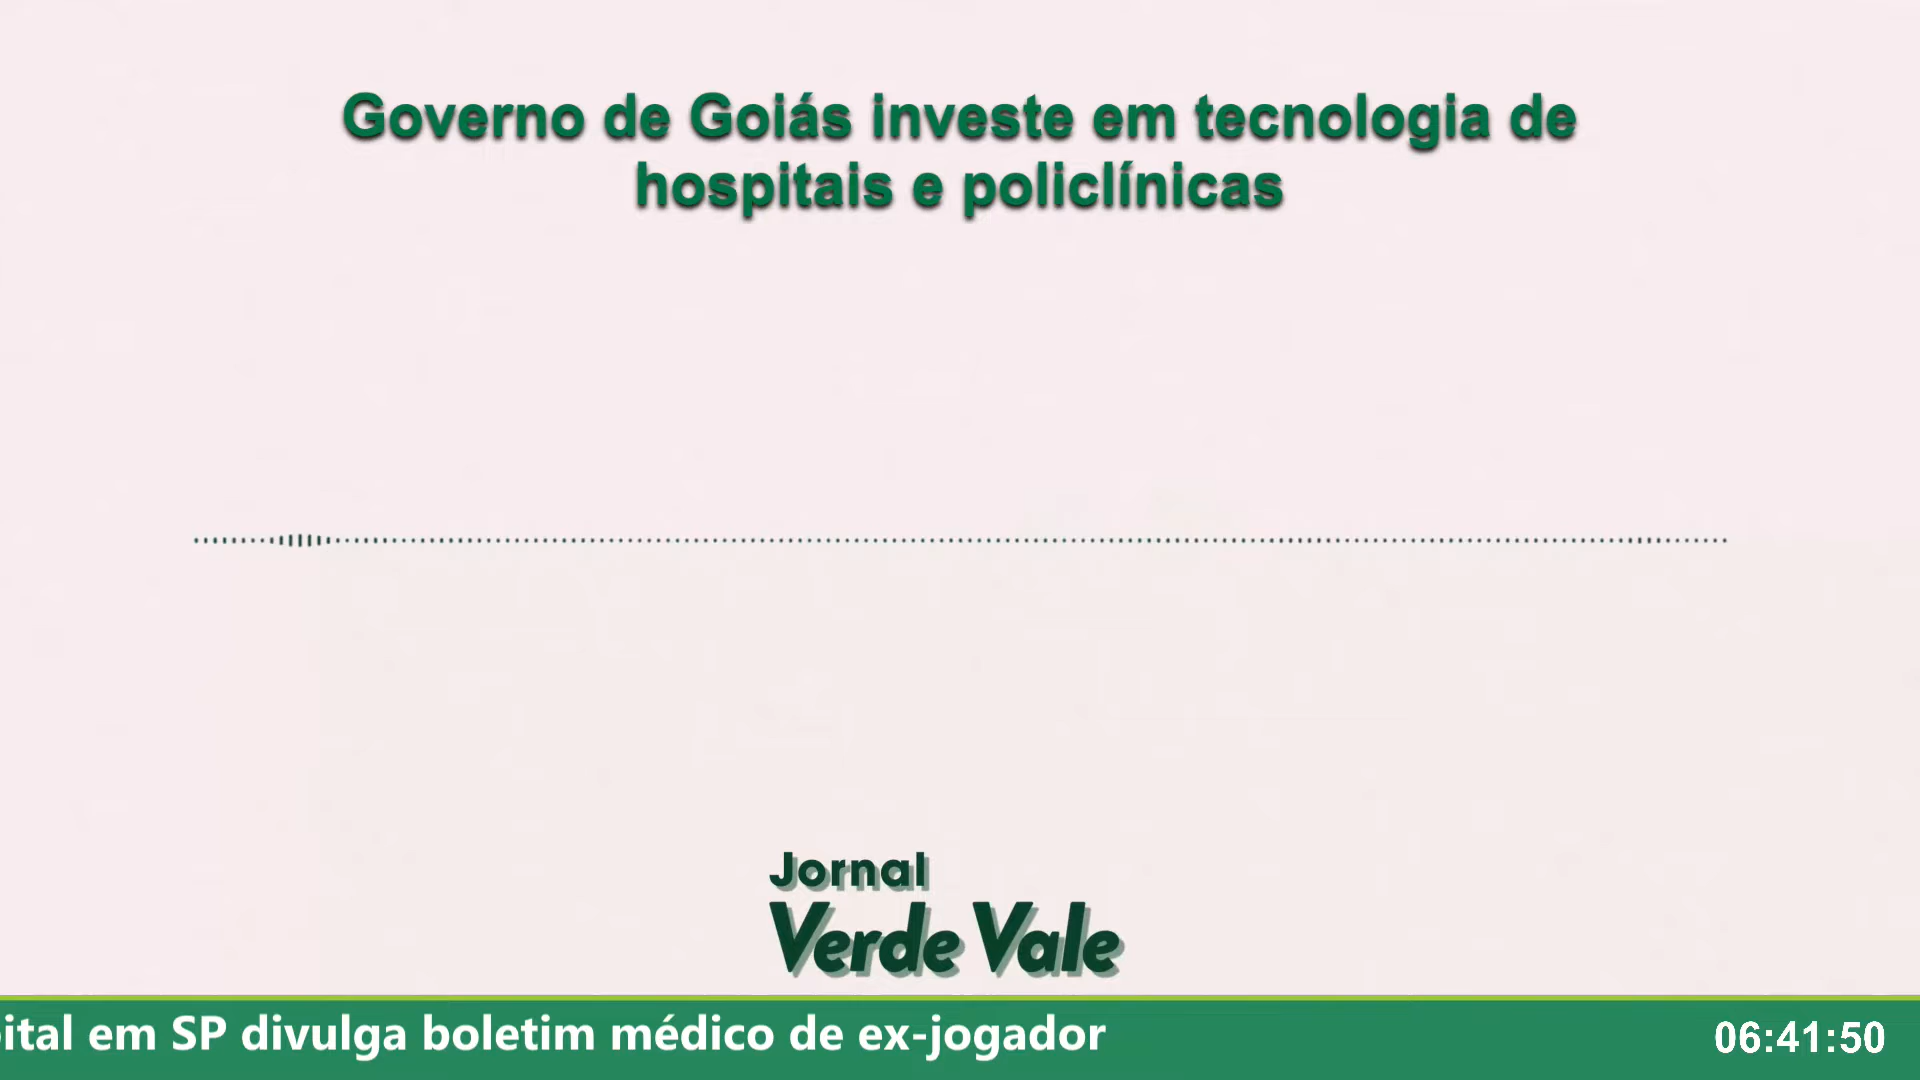 Governo de Goiás investe em tecnologia de
hospitais e policlínicas
Jornal
Verde Vale
ital em SP divulga boletim médico de ex-jogador
06:41:50